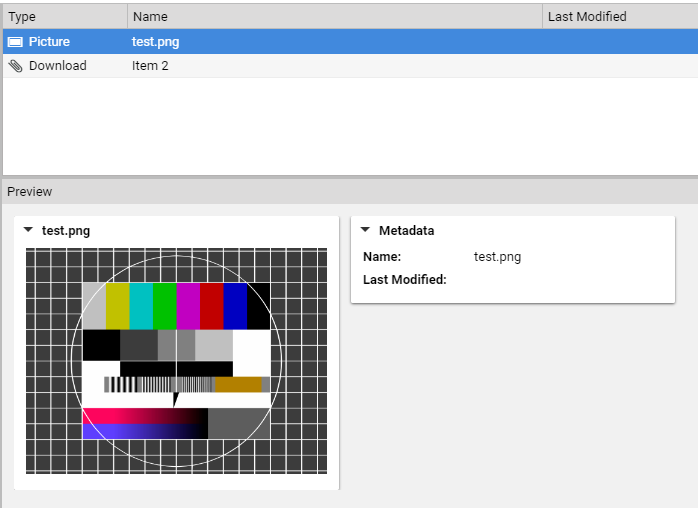 Type Name Last Modified
Picture test.png
Download Item 2
Preview
test.png
Metadata
Name: test.png
Last Modified: